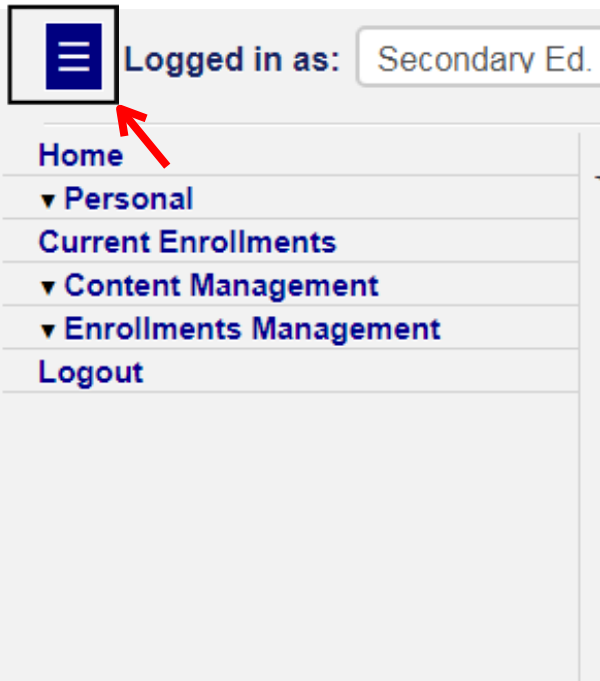 Logged in as: Secondary Ed.
Home
▾ Personal
Current Enrollments
▾ Content Management
▾ Enrollments Management
Logout